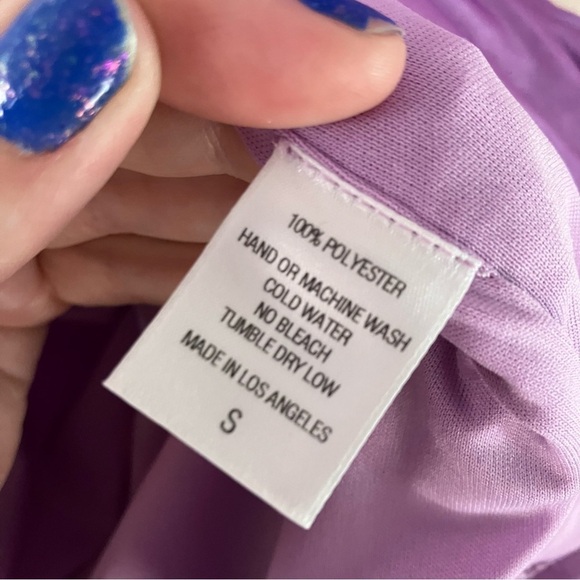 100% POLYESTER
HAND OR MACHINE WASH
COLD WATER
NO BLEACH
TUMBLE DRY LOW
MADE IN LOS ANGELES
S